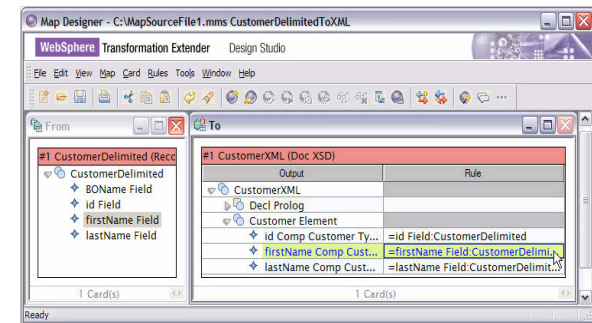 Map Designer - C:\MapSourceFile1.mms CustomerDelimitedToXML
WebSphere Transformation Extender Design Studio
File Edit View Map Card Rules Tools Window Help
From
#1 CustomerDelimited (Recc
CustomerDelimited
BOName Field
id Field
firstName Field
lastName Field
1 Card(s)
To
#1 CustomerXML (Doc XSD)
Output Rule
CustomerXML
Decl Prolog
Customer Element
id Comp Customer Ty... =id Field:CustomerDelimited
firstName Comp Cust... =firstName Field:CustomerDelimi...
lastName Comp Cust... =lastName Field:CustomerDelimit...
1 Card(s)
Ready